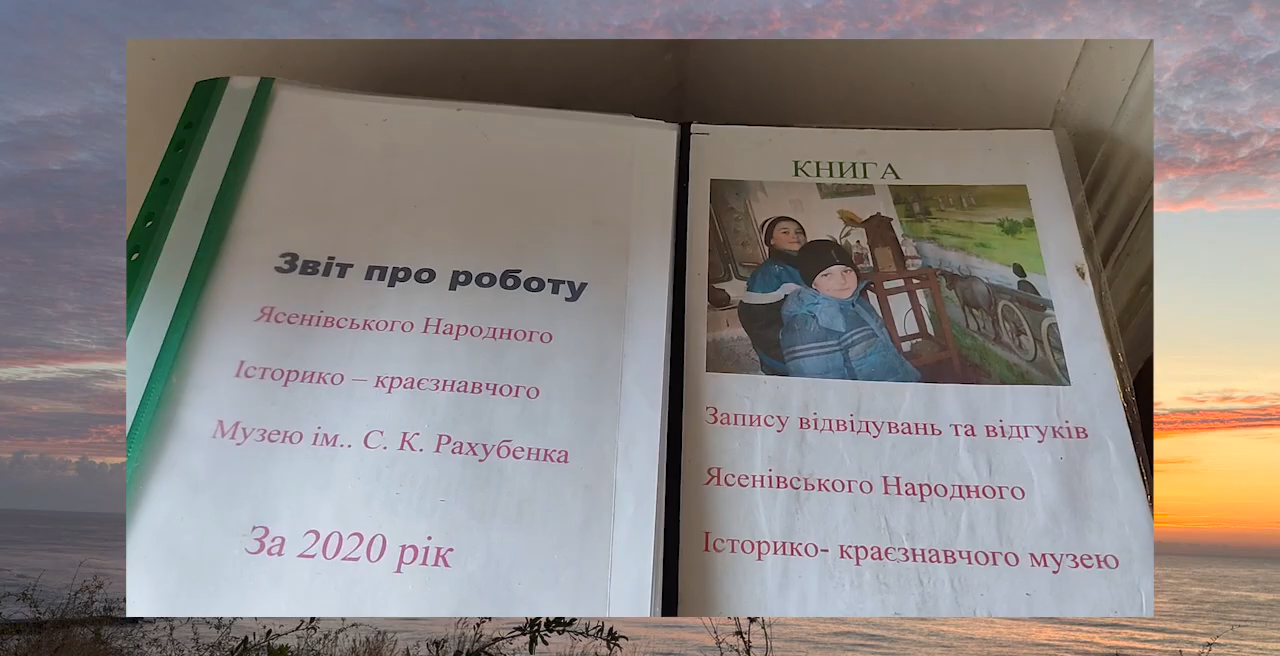 Звіт про роботу
Ясенівського Народного
Історико – краєзнавчого
Музею ім.. С. К. Рахубенка
За 2020 рік
КНИГА
Запису відвідувань та відгуків
Ясенівського Народного
Історико- краєзнавчого музею